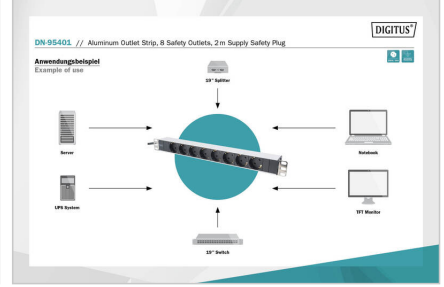 DIGITUS®
DN-95401 // Aluminum Outlet Strip, 8 Safety Outlets, 2 m Supply Safety Plug
Anwendungsbeispiel
Example of use
19" Splitter
Server
Notebook
UPS System
TFT Monitor
19" Switch